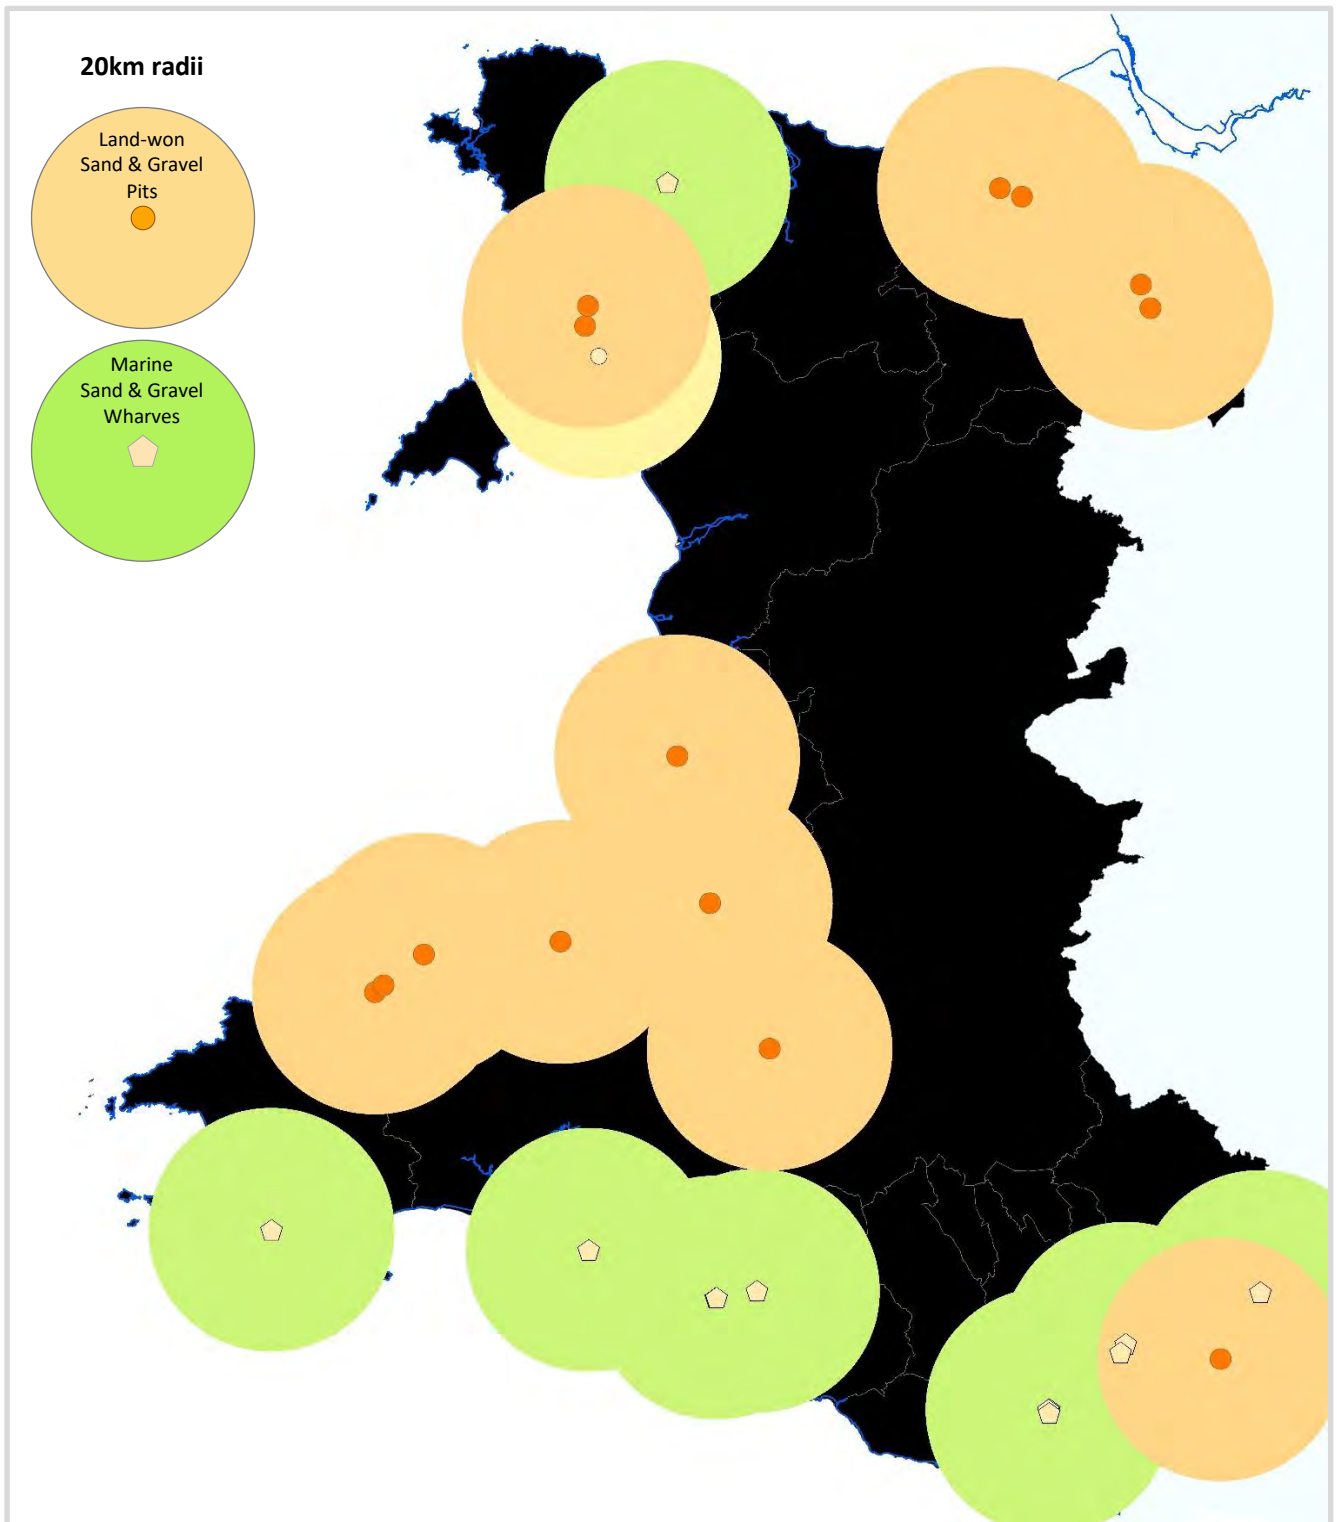 20km radii
Land-won
Sand & Gravel
Pits
Marine
Sand & Gravel
Wharves